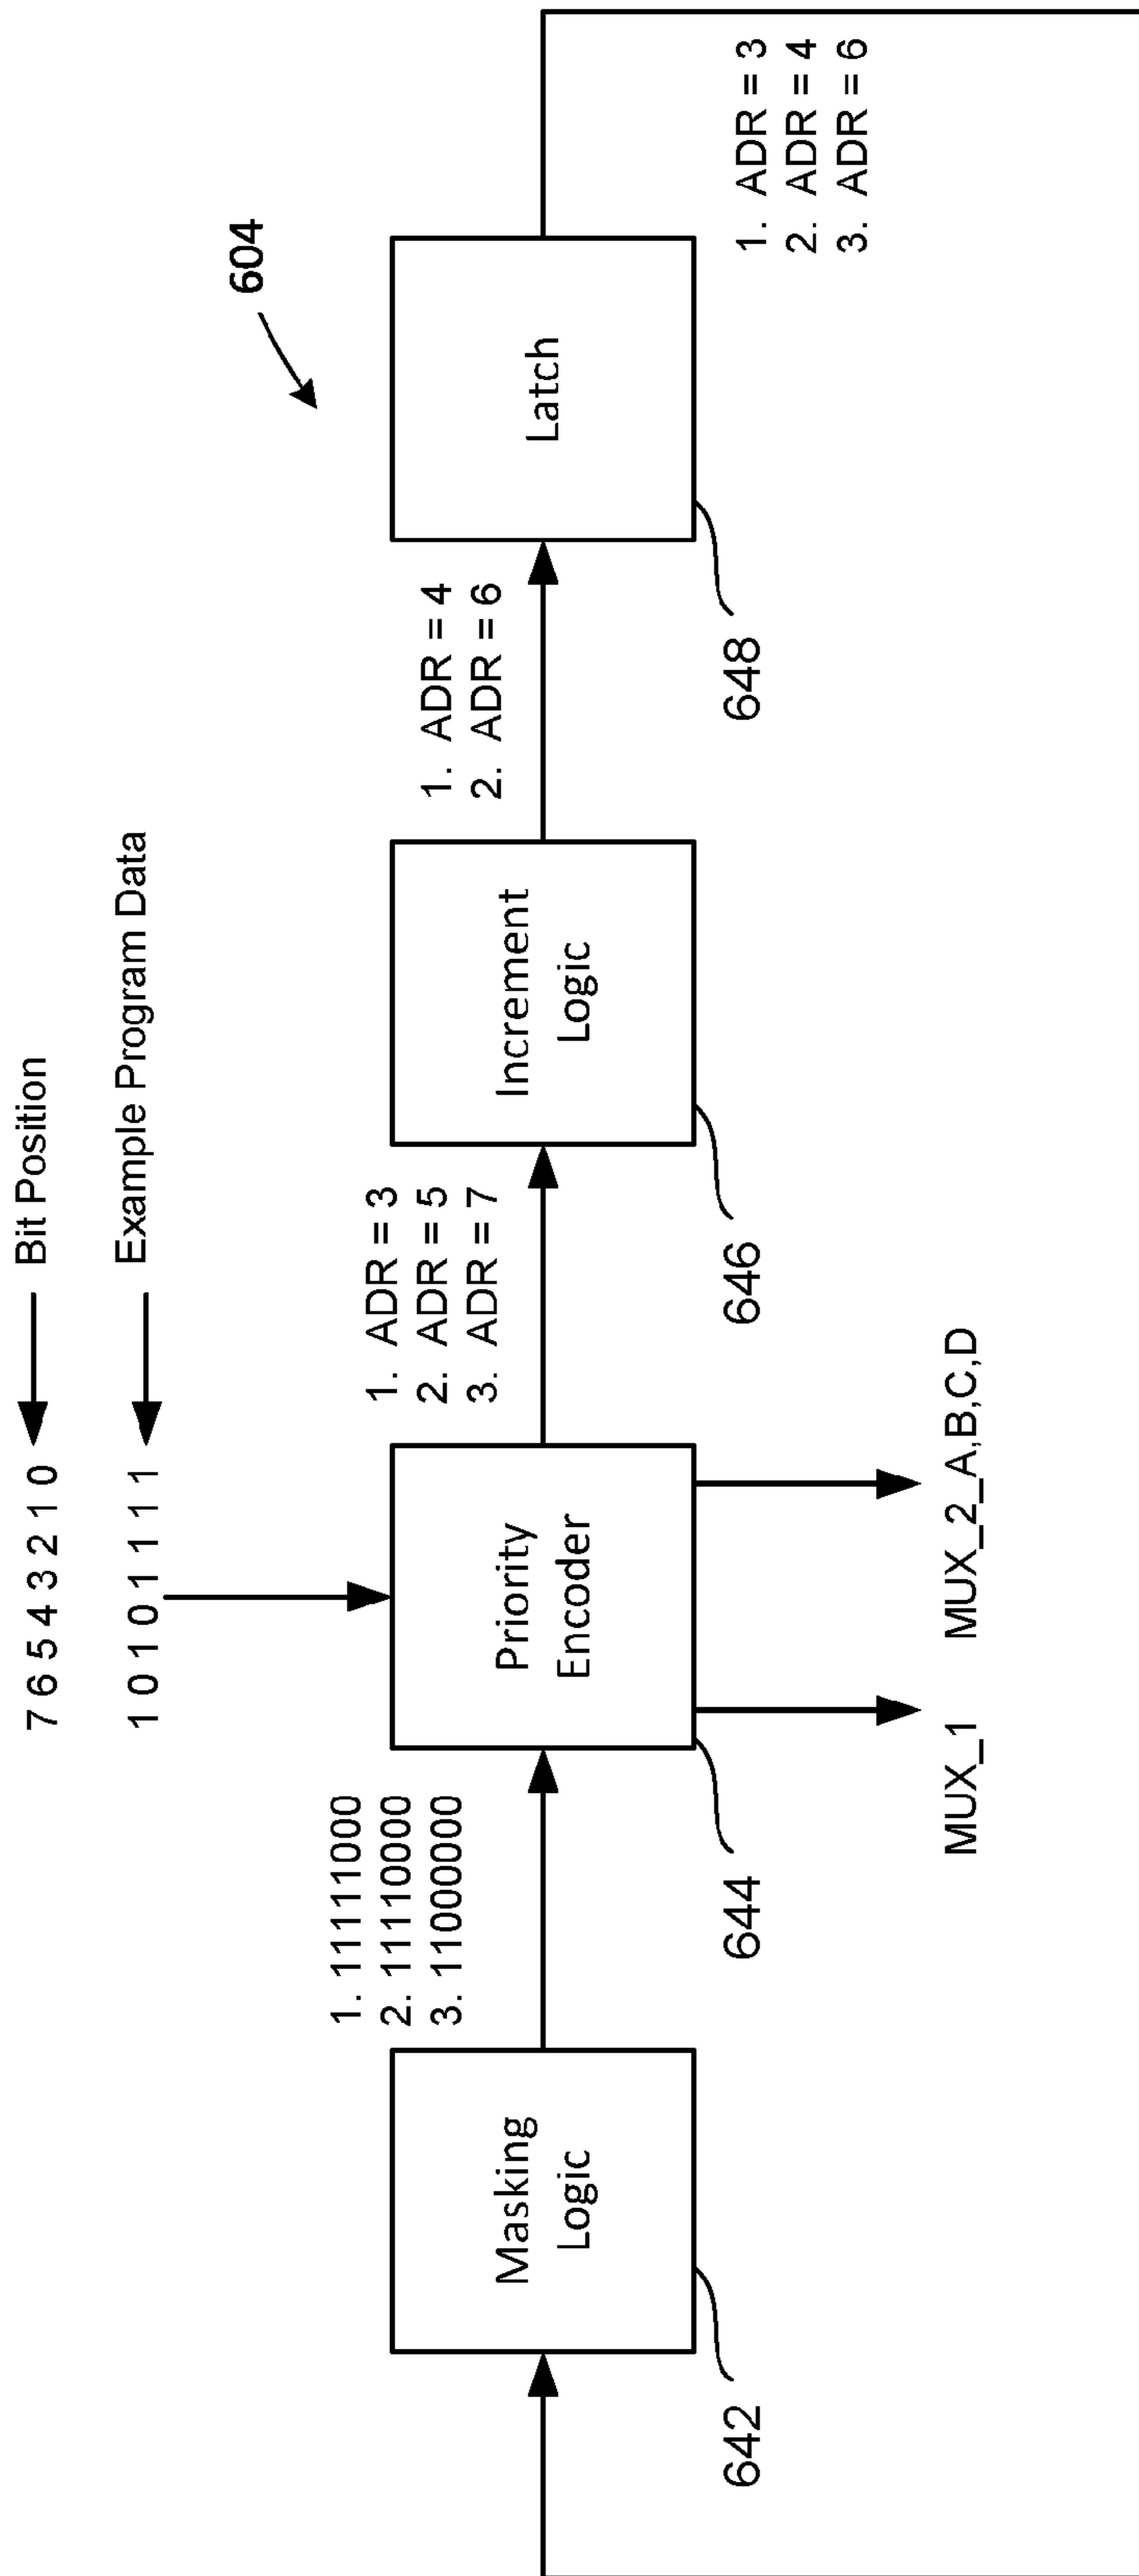 7 6 5 4 3 2 1 0 Bit Position
1 0 1 0 1 1 1 1 Example Program Data
604
1. 11111000
2. 11110000
3. 11000000
1. ADR = 3
2. ADR = 5
3. ADR = 7
1. ADR = 4
2. ADR = 6
Masking
Logic
Priority
Encoder
Increment
Logic
Latch
642
644
646
648
1. ADR = 3
2. ADR = 4
3. ADR = 6
MUX_1
MUX_2_A,B,C,D